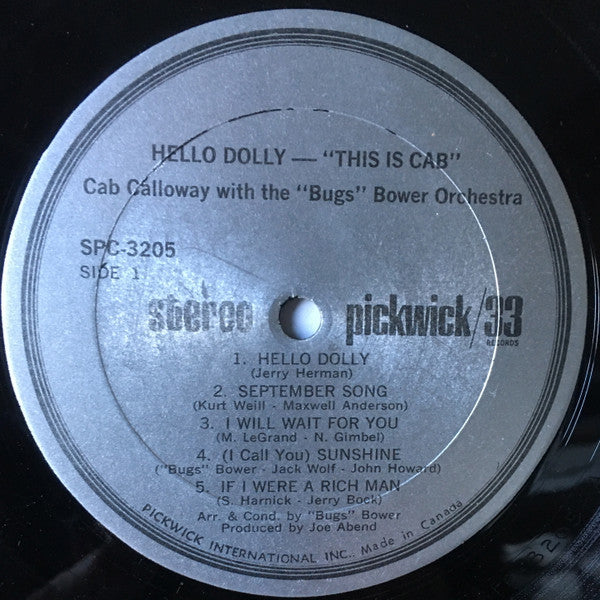 HELLO DOLLY — "THIS IS CAB"
Cab Calloway with the "Bugs" Bower Orchestra
SPC-3205
SIDE 1
stereo pickwick/33
RECORDS
1. HELLO DOLLY
(Jerry Herman)
2. SEPTEMBER SONG
(Kurt Weill - Maxwell Anderson)
3. I WILL WAIT FOR YOU
(M. LeGrand - N. Gimbel)
4. (I Call You) SUNSHINE
("Bugs" Bower - Jack Wolf - John Howard)
5. IF I WERE A RICH MAN
(S. Harnick - Jerry Bock)
Arr. & Cond. by "Bugs" Bower
Produced by Joe Abend
PICKWICK INTERNATIONAL INC., Made in Canada